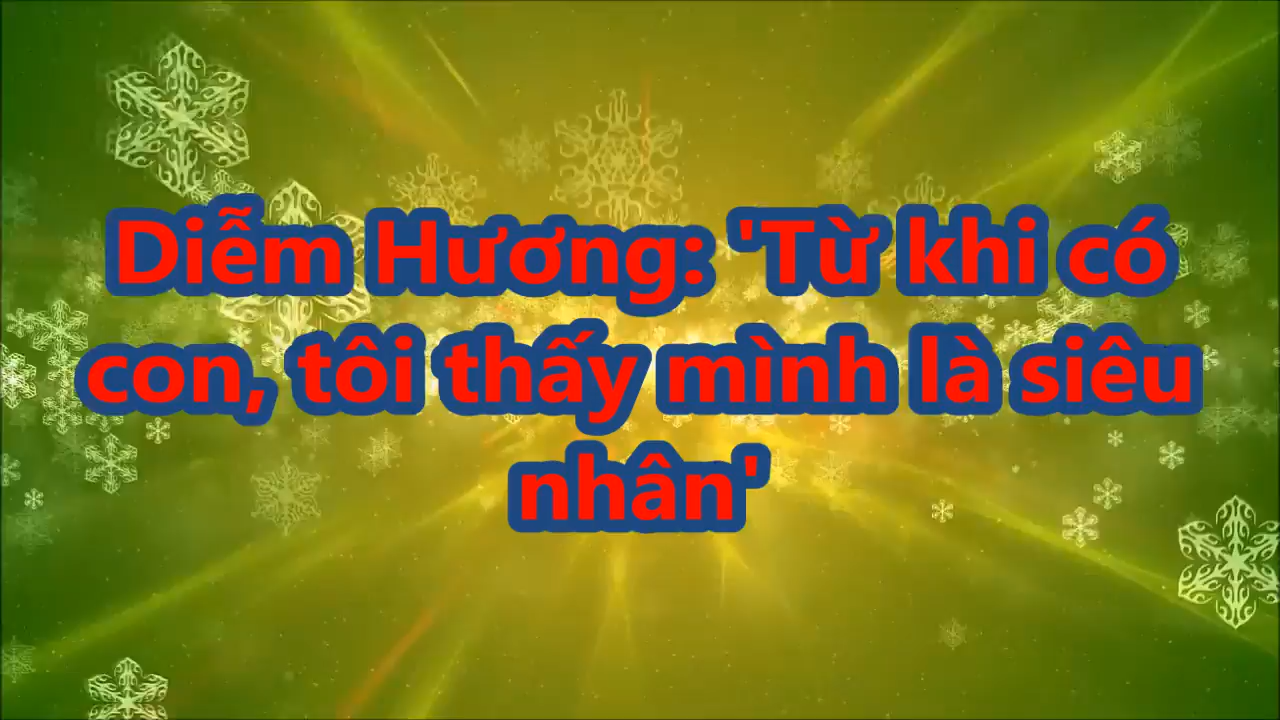 Diễm Hương: 'Từ khi có
con, tôi thấy mình là siêu
nhân'